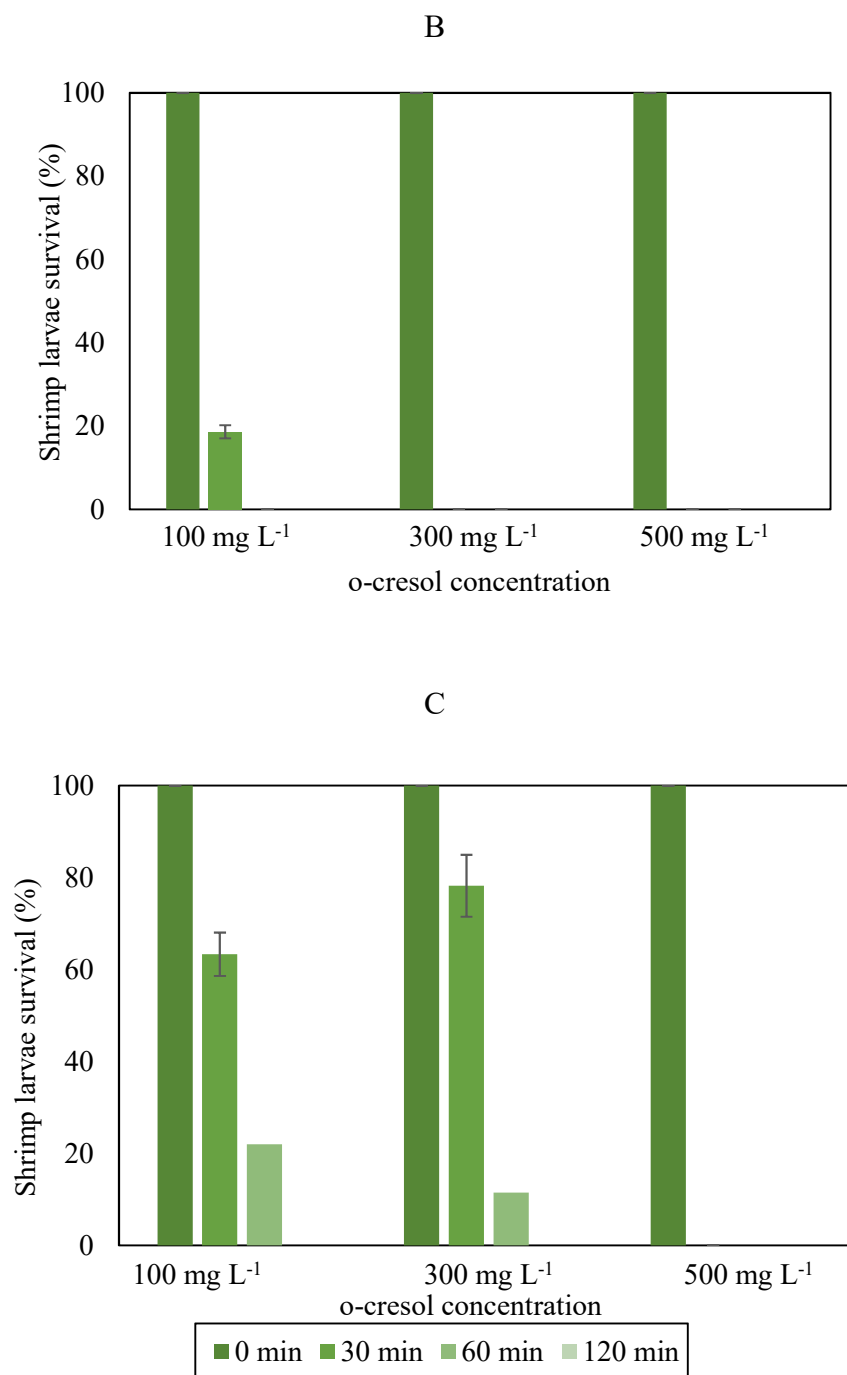 B
100
80
60
40
20
0
Shrimp larvae survival (%)
100 mg L-1
300 mg L-1
500 mg L-1
o-cresol concentration
C
100
80
60
40
20
0
Shrimp larvae survival (%)
100 mg L-1
300 mg L-1
500 mg L-1
o-cresol concentration
0 min 30 min 60 min 120 min